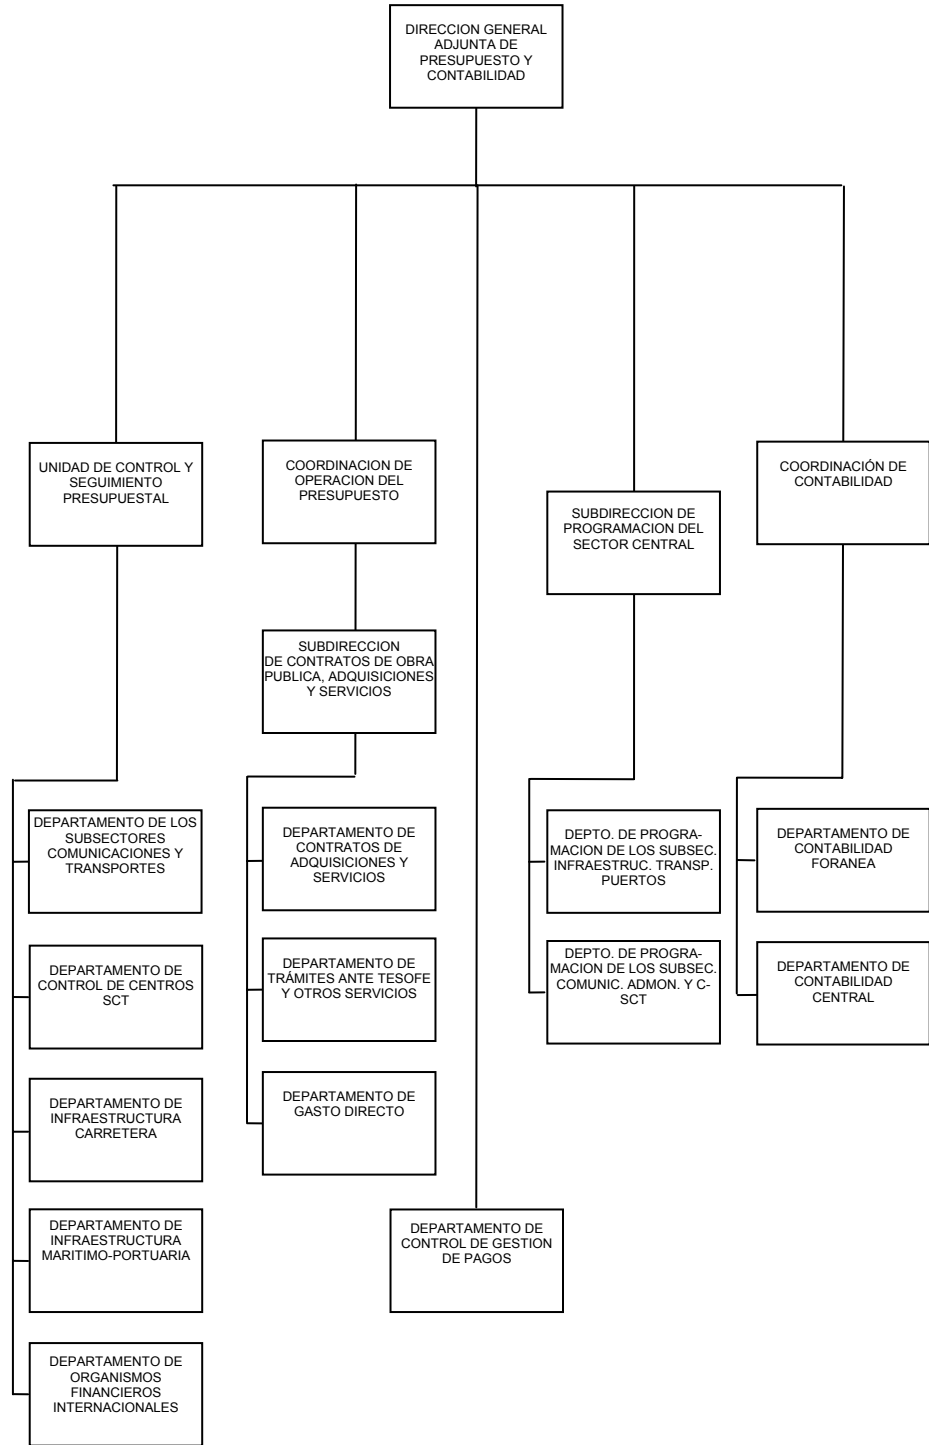 DIRECCION GENERAL
ADJUNTA DE
PRESUPUESTO Y
CONTABILIDAD
UNIDAD DE CONTROL Y
SEGUIMIENTO
PRESUPUESTAL
COORDINACION DE
OPERACION DEL
PRESUPUESTO
SUBDIRECCION DE
PROGRAMACION DEL
SECTOR CENTRAL
COORDINACIÓN DE
CONTABILIDAD
SUBDIRECCION
DE CONTRATOS DE OBRA
PUBLICA, ADQUISICIONES
Y SERVICIOS
DEPARTAMENTO DE LOS
SUBSECTORES
COMUNICACIONES Y
TRANSPORTES
DEPARTAMENTO DE
CONTROL DE CENTROS
SCT
DEPARTAMENTO DE
INFRAESTRUCTURA
CARRETERA
DEPARTAMENTO DE
INFRAESTRUCTURA
MARITIMO-PORTUARIA
DEPARTAMENTO DE
ORGANISMOS
FINANCIEROS
INTERNACIONALES
DEPARTAMENTO DE
CONTRATOS DE
ADQUISICIONES Y
SERVICIOS
DEPARTAMENTO DE
TRÁMITES ANTE TESOFE
Y OTROS SERVICIOS
DEPARTAMENTO DE
GASTO DIRECTO
DEPARTAMENTO DE
CONTROL DE GESTION
DE PAGOS
DEPTO. DE PROGRA-
MACION DE LOS SUBSEC.
INFRAESTRUC. TRANSP.
PUERTOS
DEPTO. DE PROGRA-
MACION DE LOS SUBSEC.
COMUNIC. ADMON. Y C-
SCT
DEPARTAMENTO DE
CONTABILIDAD
FORANEA
DEPARTAMENTO DE
CONTABILIDAD
CENTRAL